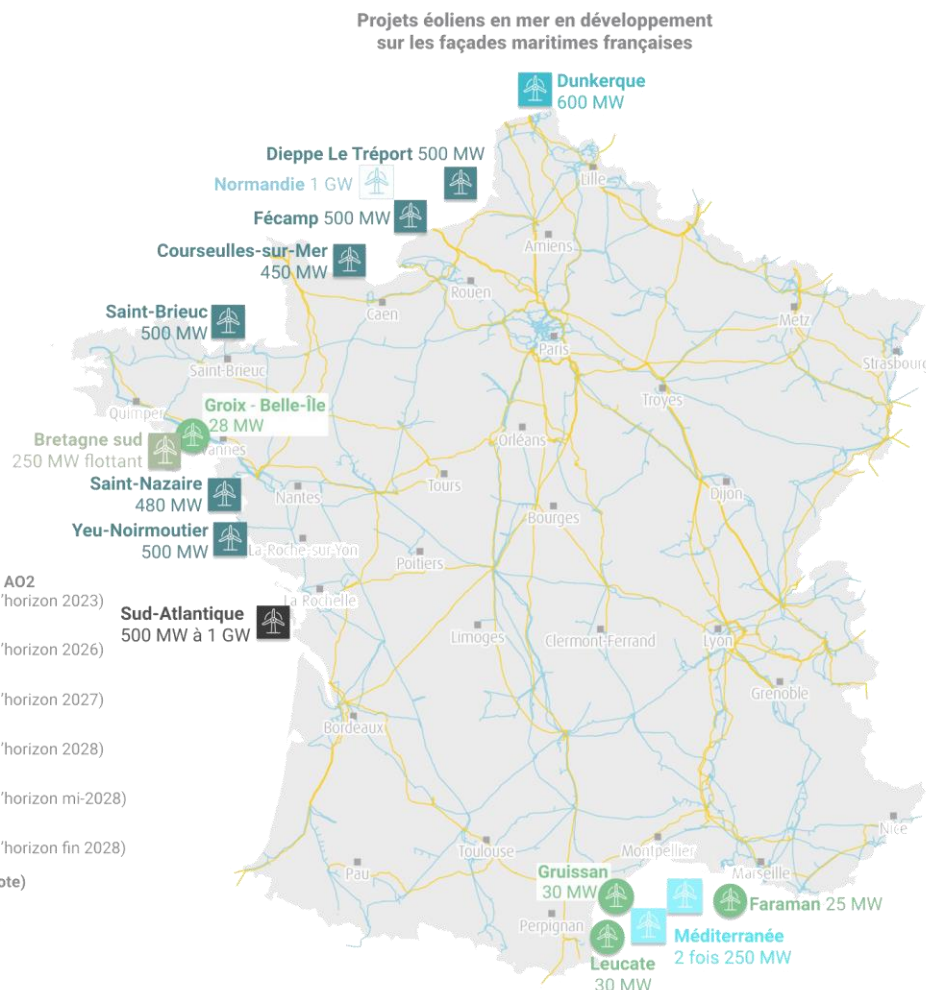 Projets éoliens en mer en développement
sur les façades maritimes françaises
Dunkerque
600 MW
Dieppe Le Tréport 500 MW
Lille
Normandie 1 GW
Fécamp 500 MW
Amiens
Courseulles-sur-Mer
450 MW
Rouen
Caen
Metz
Saint-Brieuc
500 MW
Paris
Strasbourg
Saint-Brieuc
Troyes
Quimper
Groix - Belle-Île
28 MW
Orléans
Bretagne sud
250 MW flottant
Vannes
Saint-Nazaire
480 MW
Nantes
Tours
Dijon
Bourges
Yeu-Noirmoutier
500 MW
La-Roche-sur-Yon
Poitiers
AO2
'horizon 2023)
La Rochelle
Sud-Atlantique
500 MW à 1 GW
Limoges
Clermont-Ferrand
Lyon
'horizon 2026)
Grenoble
'horizon 2027)
Bordeaux
'horizon 2028)
'horizon mi-2028)
Nice
'horizon fin 2028)
Toulouse
Montpellier
Pau
Marseille
ote)
Gruissan
30 MW
Faraman 25 MW
Perpignan
Méditerranée
2 fois 250 MW
Leucate
30 MW